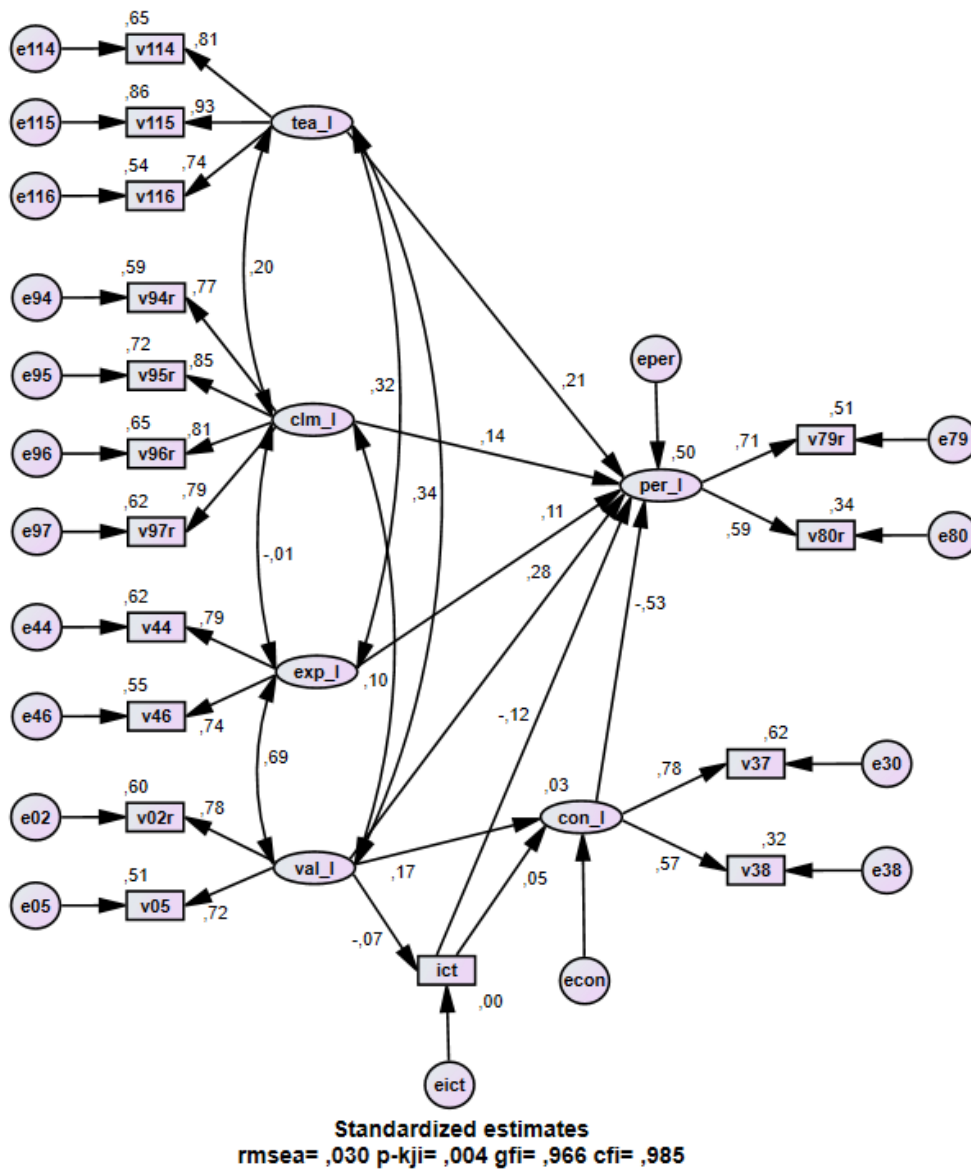 ,65
e114 v114 ,81
,86
e115 v115 ,93 tea_l
,54
e116 v116 ,74
,20
,59
e94 v94r ,77
,72
e95 v95r ,85
,32
,21
eper
,65
e96 v96r ,81 clm_l
,14
,51
,71 v79r e79
,50
per_l
,62
e97 v97r ,79
,34
,11
,34
,59 v80r e80
-,01
,28
-,53
,62
e44 v44 ,79
exp_l
,10
,55
e46 v46 ,74
-,12
,69
,62
,78 v37 e30
,60
e02 v02r ,78
,03
con_l
,32
,57 v38 e38
val_l
,17
,05
,51
e05 v05 ,72
-,07
ict
,00
econ
eict
Standardized estimates
rmsea= ,030 p-kji= ,004 gfi= ,966 cfi= ,985